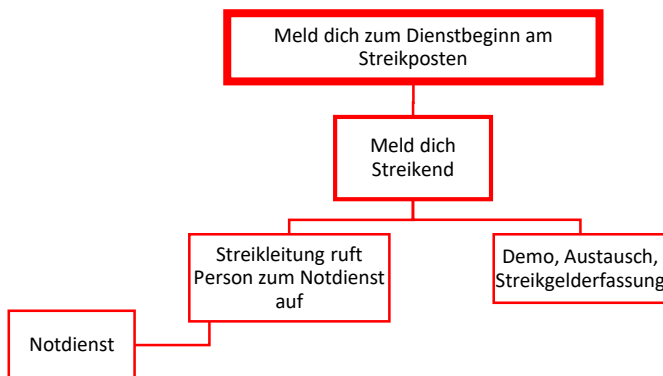 Meld dich zum Dienstbeginn am
Streikposten
Meld dich
Streikend
Streikleitung ruft
Person zum Notdienst
auf
Demo, Austausch,
Streikgelderfassung
Notdienst